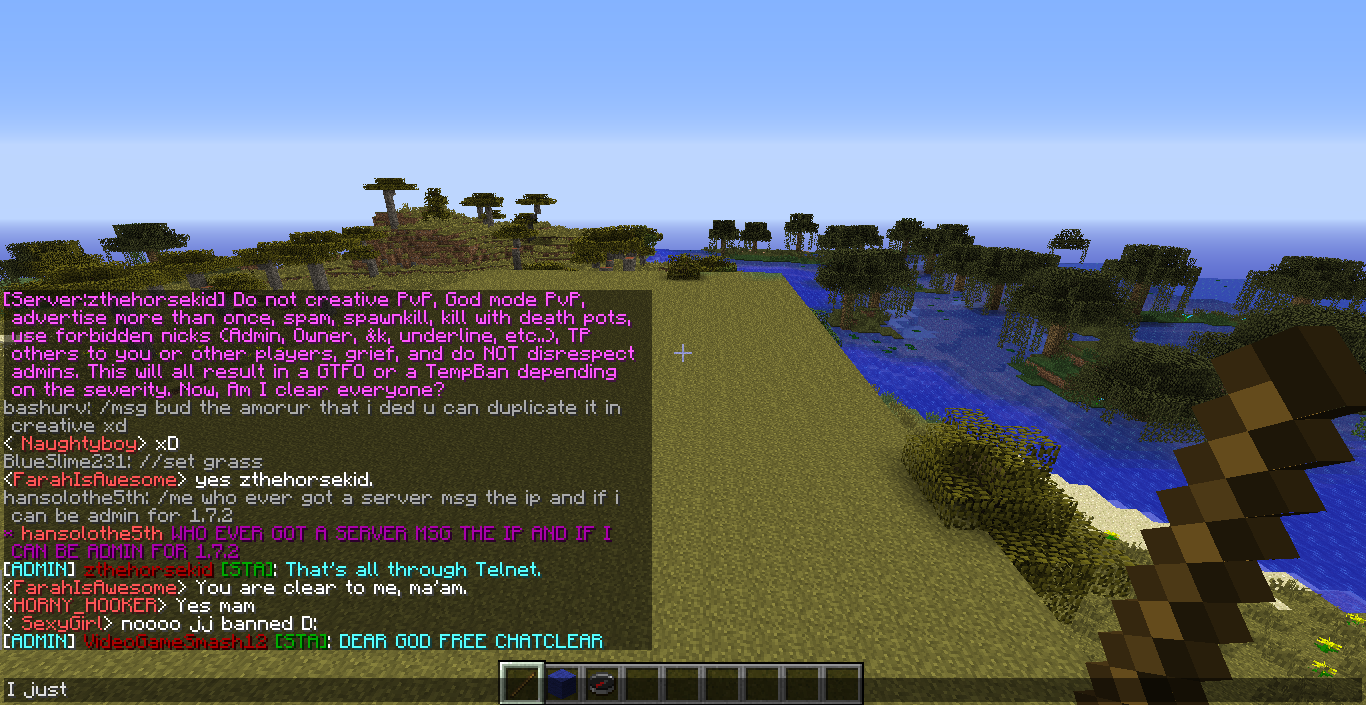 [Server:zthehorsekid] Do not creative PvP, God mode PvP,
advertise more than once, spam, spawnkill, kill with death pots,
use forbidden nicks (Admin, Owner, &k, underline, etc..), TP
others to you or other players, grief, and do NOT disrespect
admins. This will all result in a GTFO or a TempBan depending
on the severity. Now, Am I clear everyone?
bashurv: /msg bud the amorur that i ded u can duplicate it in
creative xd
< Naughtyboy> xD
BlueSlime231: //set grass
<FarahIsAwesome> yes zthehorsekid.
hansolothe5th: /me who ever got a server msg the ip and if i
can be admin for 1.7.2
* hansolothe5th WHO EVER GOT A SERVER MSG THE IP AND IF I
CAN BE ADMIN FOR 1.7.2
[ADMIN] zthehorsekid [STA]: That's all through Telnet.
<FarahIsAwesome> You are clear to me, ma'am.
<HORNY_HOOKER> Yes mam
< SexyGirl> noooo jj banned D:
[ADMIN] VideoGameSmash12 [STA]: DEAR GOD FREE CHATCLEAR
I just